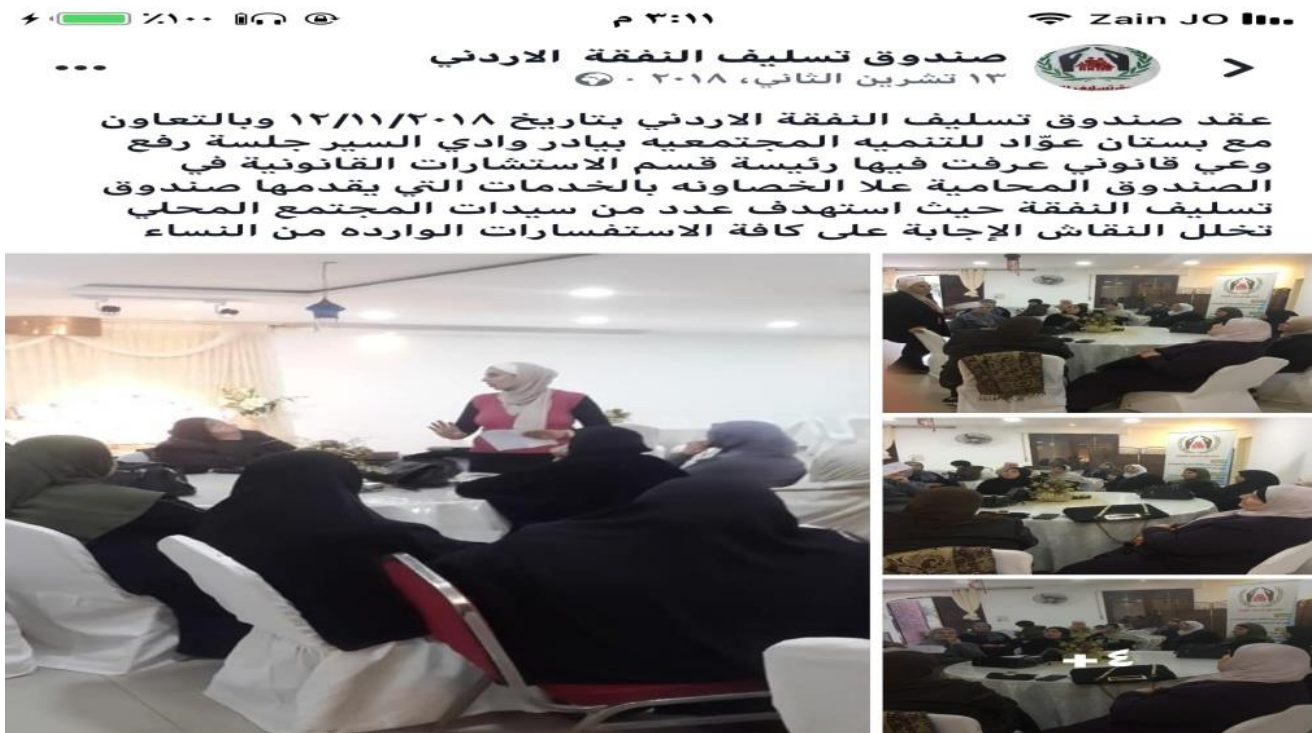 Zain JO
٣:١١ م
٪١٠٠
صندوق تسليف النفقة الاردني
١٣ تشرين الثاني، ٢٠١٨ ·
عقد صندوق تسليف النفقة الاردني بتاريخ ١٢/١١/٢٠١٨ وبالتعاون
مع بستان عوّاد للتنميه المجتمعيه بيادر وادي السير جلسة رفع
وعي قانوني عرفت فيها رئيسة قسم الاستشارات القانونية في
الصندوق المحامية علا الخصاونه بالخدمات التي يقدمها صندوق
تسليف النفقة حيث استهدف عدد من سيدات المجتمع المحلي
تخلل النقاش الإجابة على كافة الاستفسارات الوارده من النساء
+٤